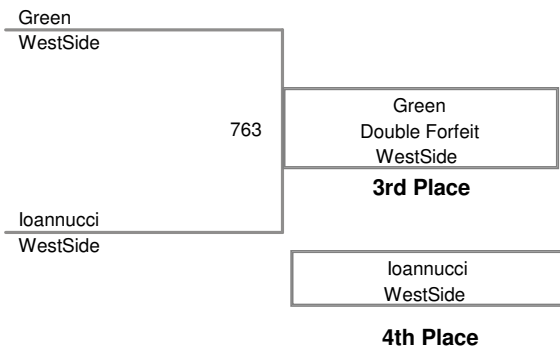 Green
WestSide
763
Green
Double Forfeit
WestSide
3rd Place
Ioannucci
WestSide
Ioannucci
WestSide
4th Place